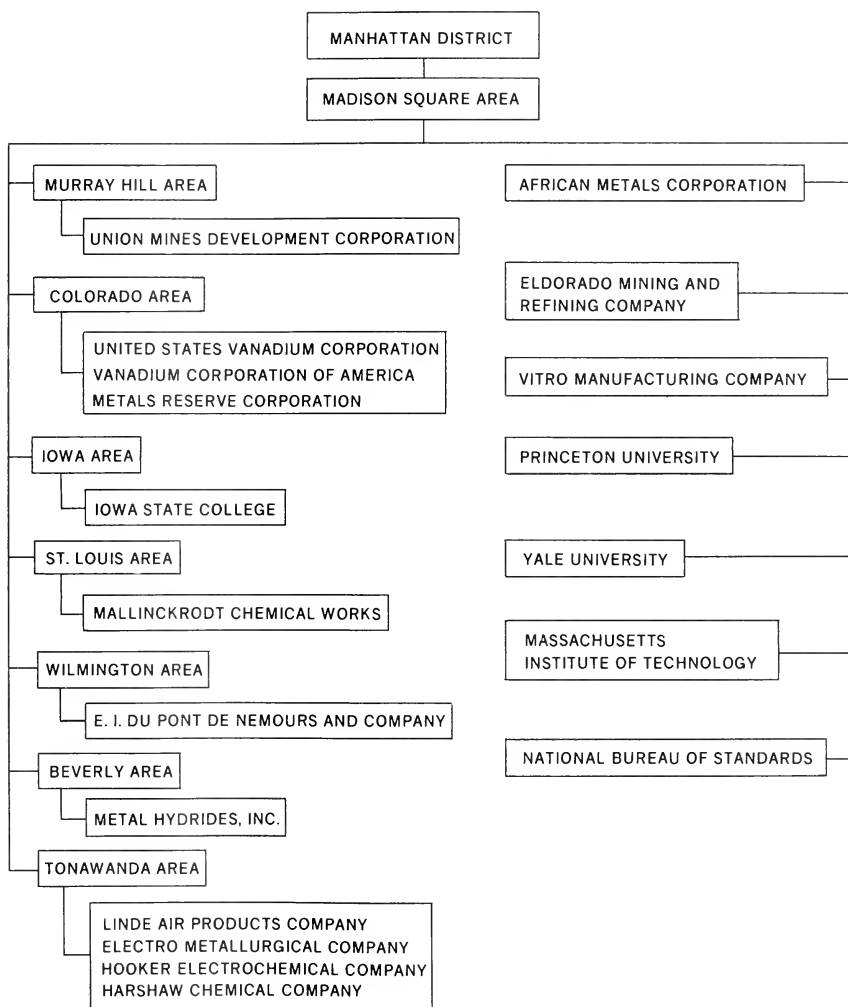 MANHATTAN DISTRICT
MADISON SQUARE AREA
MURRAY HILL AREA
UNION MINES DEVELOPMENT CORPORATION
COLORADO AREA
UNITED STATES VANADIUM CORPORATION
VANADIUM CORPORATION OF AMERICA
METALS RESERVE CORPORATION
IOWA AREA
IOWA STATE COLLEGE
ST. LOUIS AREA
MALLINCKRODT CHEMICAL WORKS
WILMINGTON AREA
E. I. DU PONT DE NEMOURS AND COMPANY
BEVERLY AREA
METAL HYDRIDES, INC.
TONAWANDA AREA
LINDE AIR PRODUCTS COMPANY
ELECTRO METALLURGICAL COMPANY
HOOKER ELECTROCHEMICAL COMPANY
HARSHAW CHEMICAL COMPANY
AFRICAN METALS CORPORATION
ELDORADO MINING AND
REFINING COMPANY
VITRO MANUFACTURING COMPANY
PRINCETON UNIVERSITY
YALE UNIVERSITY
MASSACHUSETTS
INSTITUTE OF TECHNOLOGY
NATIONAL BUREAU OF STANDARDS